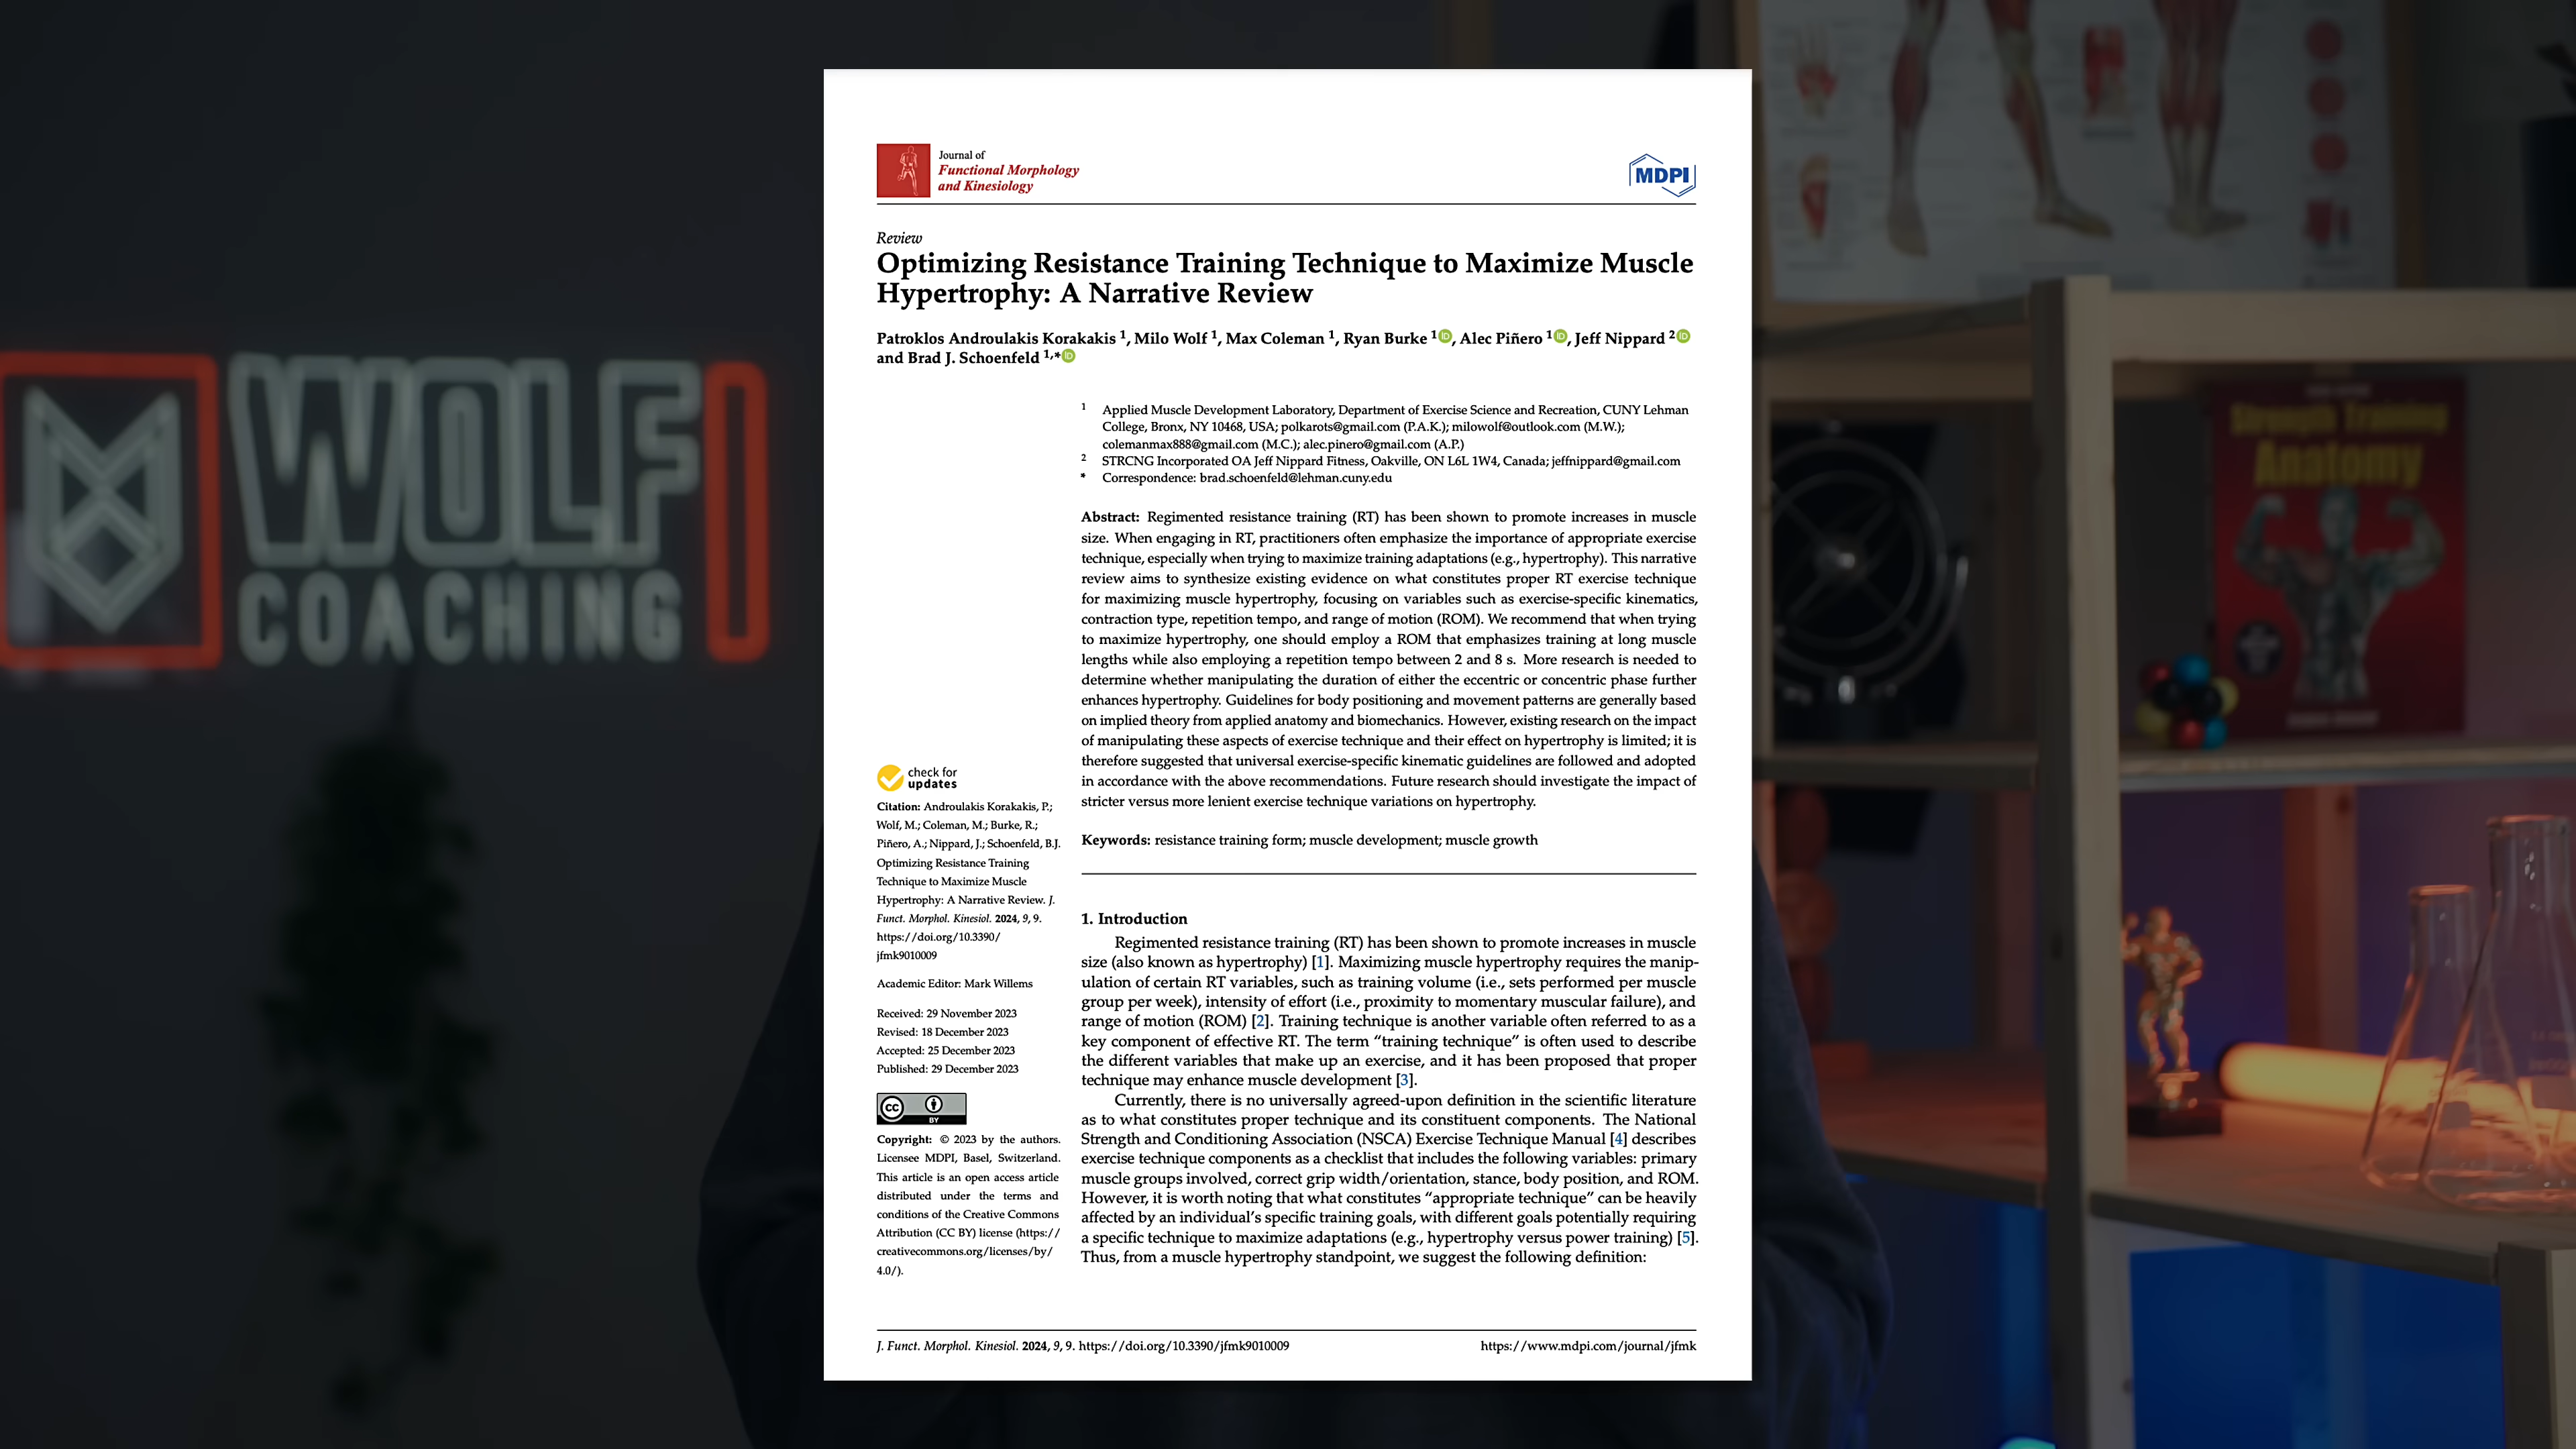 WOLF
COACHING
Strength Training
Anatomy
Journal of
Functional Morphology
and Kinesiology
MDPI
Review
Optimizing Resistance Training Technique to Maximize Muscle
Hypertrophy: A Narrative Review
Patroklos Androulakis Korakakis 1, Milo Wolf 1, Max Coleman 1, Ryan Burke 1 iD, Alec Piñero 1 iD, Jeff Nippard 2 iD
and Brad J. Schoenfeld 1,* iD
1 Applied Muscle Development Laboratory, Department of Exercise Science and Recreation, CUNY Lehman
College, Bronx, NY 10468, USA; polkarots@gmail.com (P.A.K.); milowolf@outlook.com (M.W.);
colemanmax888@gmail.com (M.C.); alec.pinero@gmail.com (A.P.)
2 STRCNG Incorporated OA Jeff Nippard Fitness, Oakville, ON L6L 1W4, Canada; jeffnippard@gmail.com
* Correspondence: brad.schoenfeld@lehman.cuny.edu
Abstract: Regimented resistance training (RT) has been shown to promote increases in muscle
size. When engaging in RT, practitioners often emphasize the importance of appropriate exercise
technique, especially when trying to maximize training adaptations (e.g., hypertrophy). This narrative
review aims to synthesize existing evidence on what constitutes proper RT exercise technique
for maximizing muscle hypertrophy, focusing on variables such as exercise-specific kinematics,
contraction type, repetition tempo, and range of motion (ROM). We recommend that when trying
to maximize hypertrophy, one should employ a ROM that emphasizes training at long muscle
lengths while also employing a repetition tempo between 2 and 8 s. More research is needed to
determine whether manipulating the duration of either the eccentric or concentric phase further
enhances hypertrophy. Guidelines for body positioning and movement patterns are generally based
on implied theory from applied anatomy and biomechanics. However, existing research on the impact
of manipulating these aspects of exercise technique and their effect on hypertrophy is limited; it is
therefore suggested that universal exercise-specific kinematic guidelines are followed and adopted
in accordance with the above recommendations. Future research should investigate the impact of
stricter versus more lenient exercise technique variations on hypertrophy.
Keywords: resistance training form; muscle development; muscle growth
check for
updates
Citation: Androulakis Korakakis, P.;
Wolf, M.; Coleman, M.; Burke, R.;
Piñero, A.; Nippard, J.; Schoenfeld, B.J.
Optimizing Resistance Training
Technique to Maximize Muscle
Hypertrophy: A Narrative Review. J.
Funct. Morphol. Kinesiol. 2024, 9, 9.
https://doi.org/10.3390/
jfmk9010009
Academic Editor: Mark Willems
Received: 29 November 2023
Revised: 18 December 2023
Accepted: 25 December 2023
Published: 29 December 2023
CC BY
Copyright: © 2023 by the authors.
Licensee MDPI, Basel, Switzerland.
This article is an open access article
distributed under the terms and
conditions of the Creative Commons
Attribution (CC BY) license (https://
creativecommons.org/licenses/by/
4.0/).
1. Introduction
Regimented resistance training (RT) has been shown to promote increases in muscle
size (also known as hypertrophy) [1]. Maximizing muscle hypertrophy requires the manip-
ulation of certain RT variables, such as training volume (i.e., sets performed per muscle
group per week), intensity of effort (i.e., proximity to momentary muscular failure), and
range of motion (ROM) [2]. Training technique is another variable often referred to as a
key component of effective RT. The term “training technique” is often used to describe
the different variables that make up an exercise, and it has been proposed that proper
technique may enhance muscle development [3].
Currently, there is no universally agreed-upon definition in the scientific literature
as to what constitutes proper technique and its constituent components. The National
Strength and Conditioning Association (NSCA) Exercise Technique Manual [4] describes
exercise technique components as a checklist that includes the following variables: primary
muscle groups involved, correct grip width/orientation, stance, body position, and ROM.
However, it is worth noting that what constitutes “appropriate technique” can be heavily
affected by an individual’s specific training goals, with different goals potentially requiring
a specific technique to maximize adaptations (e.g., hypertrophy versus power training) [5].
Thus, from a muscle hypertrophy standpoint, we suggest the following definition:
J. Funct. Morphol. Kinesiol. 2024, 9, 9. https://doi.org/10.3390/jfmk9010009
https://www.mdpi.com/journal/jfmk